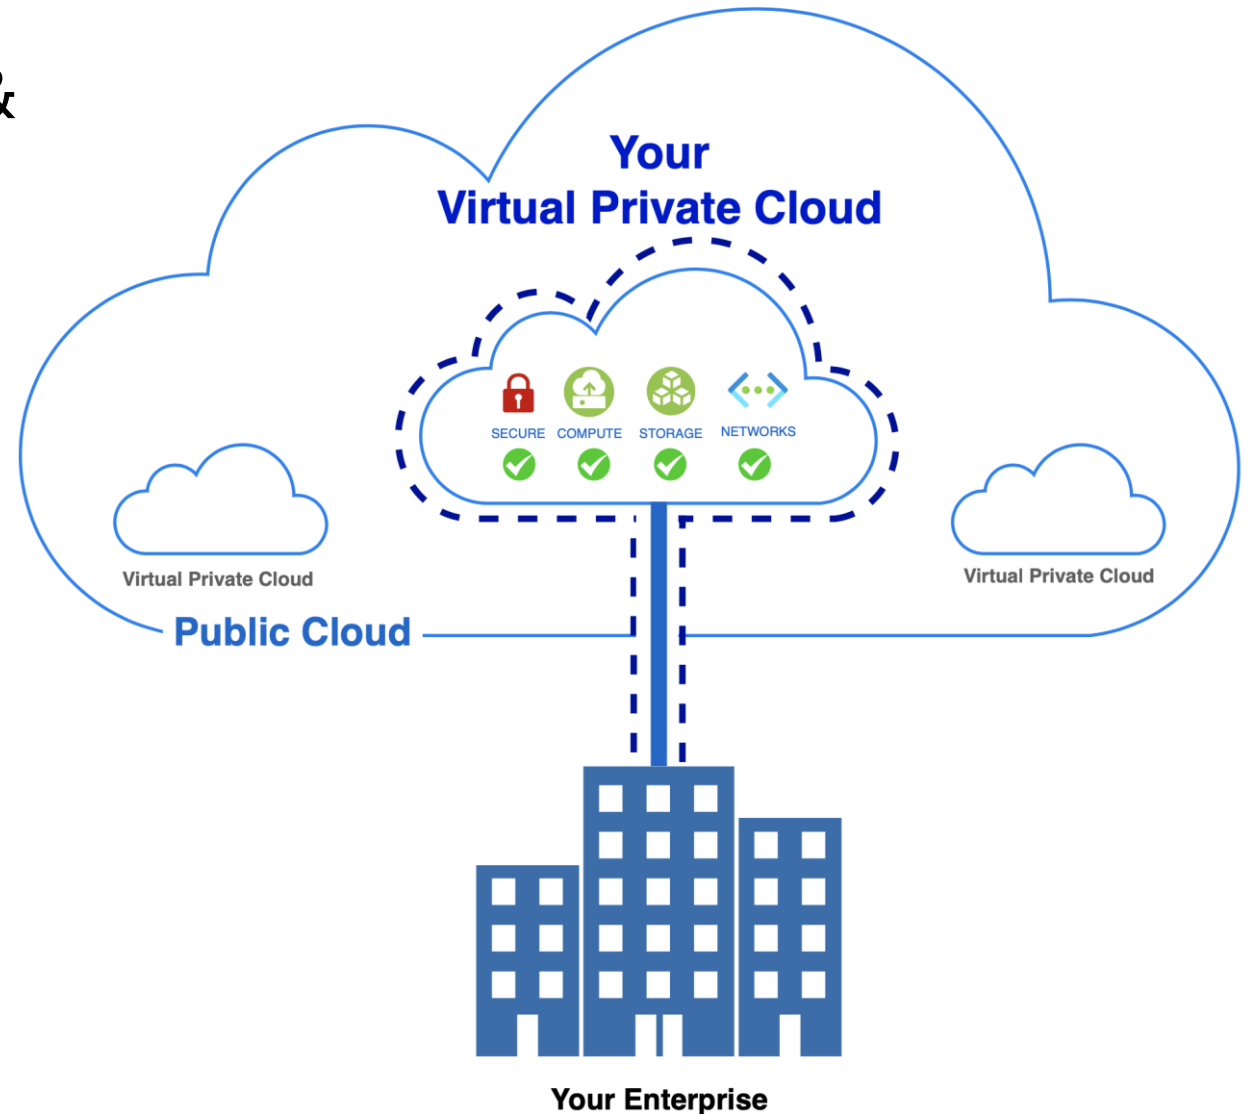 &
Your
Virtual Private Cloud
SECURE COMPUTE STORAGE NETWORKS
Virtual Private Cloud
Virtual Private Cloud
Public Cloud
Your Enterprise